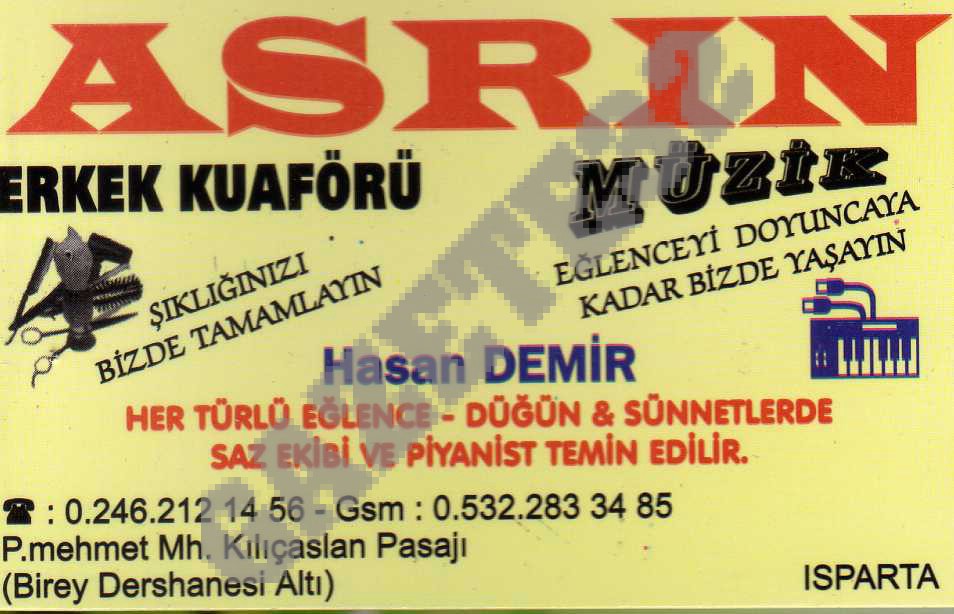 ASRIN
ERKEK KUAFÖRÜ
ŞIKLIĞINIZI
BİZDE TAMAMLAYIN
MÜZİK
EĞLENCEYİ DOYUNCAYA
KADAR BİZDE YAŞAYIN
Hasan DEMİR
HER TÜRLÜ EĞLENCE - DÜĞÜN & SÜNNETLERDE
SAZ EKİBİ VE PİYANİST TEMİN EDİLİR.
☎ : 0.246.212 14 56 - Gsm : 0.532.283 34 85
P.mehmet Mh. Kılıçaslan Pasajı
(Birey Dershanesi Altı)
ISPARTA